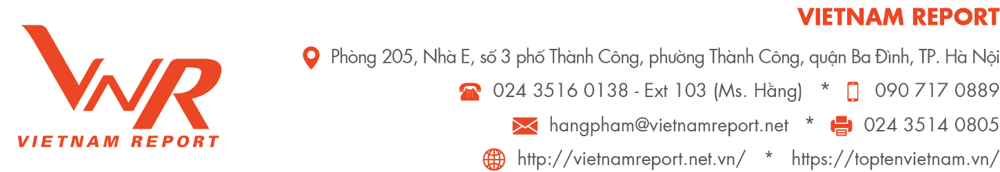 VNR
VIETNAM REPORT
VIETNAM REPORT
Phòng 205, Nhà E, số 3 phố Thành Công, phường Thành Công, quận Ba Đình, TP. Hà Nội
024 3516 0138 - Ext 103 (Ms. Hằng) * 090 717 0889
hangpham@vietnamreport.net * 024 3514 0805
http://vietnamreport.net.vn/ * https://toptenvietnam.vn/